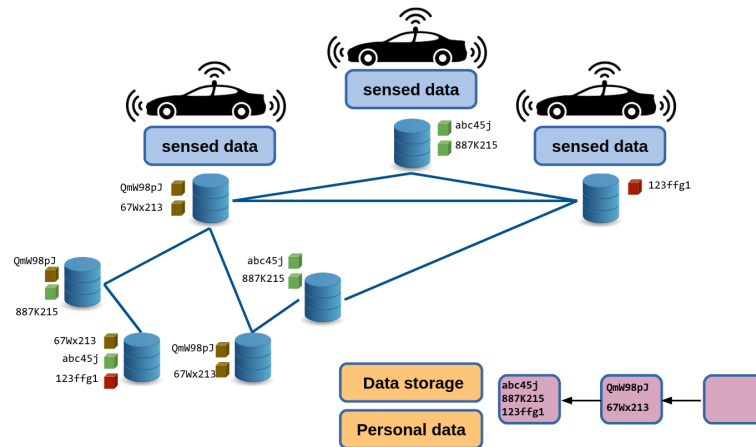 sensed data
sensed data
sensed data
abc45j
887K215
QmW98pJ
67Wx213
123ffg1
QmW98pJ
887K215
abc45j
887K215
67Wx213
abc45j
123ffg1
QmW98pJ
67Wx213
Data storage
Personal data
abc45j
887K215
123ffg1
QmW98pJ
67Wx213